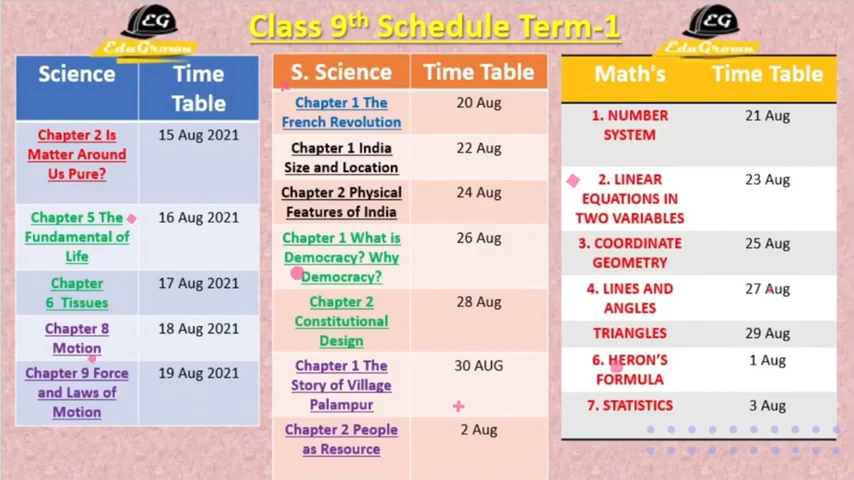 EG
EduGrown
Class 9th Schedule Term-1
EG
EduGrown
Science Time
Table
Chapter 2 Is 15 Aug 2021
Matter Around
Us Pure?
Chapter 5 The 16 Aug 2021
Fundamental of
Life
Chapter 17 Aug 2021
6 Tissues
Chapter 8 18 Aug 2021
Motion
Chapter 9 Force 19 Aug 2021
and Laws of
Motion
S. Science Time Table
Chapter 1 The 20 Aug
French Revolution
Chapter 1 India 22 Aug
Size and Location
Chapter 2 Physical 24 Aug
Features of India
Chapter 1 What is 26 Aug
Democracy? Why
Democracy?
Chapter 2 28 Aug
Constitutional
Design
Chapter 1 The 30 AUG
Story of Village
Palampur
Chapter 2 People 2 Aug
as Resource
Math's Time Table
1. NUMBER 21 Aug
SYSTEM
2. LINEAR 23 Aug
EQUATIONS IN
TWO VARIABLES
3. COORDINATE 25 Aug
GEOMETRY
4. LINES AND 27 Aug
ANGLES
TRIANGLES 29 Aug
6. HERON'S 1 Aug
FORMULA
7. STATISTICS 3 Aug